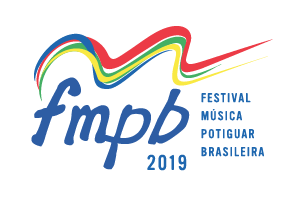 fmpb
2019
FESTIVAL
MÚSICA
POTIGUAR
BRASILEIRA